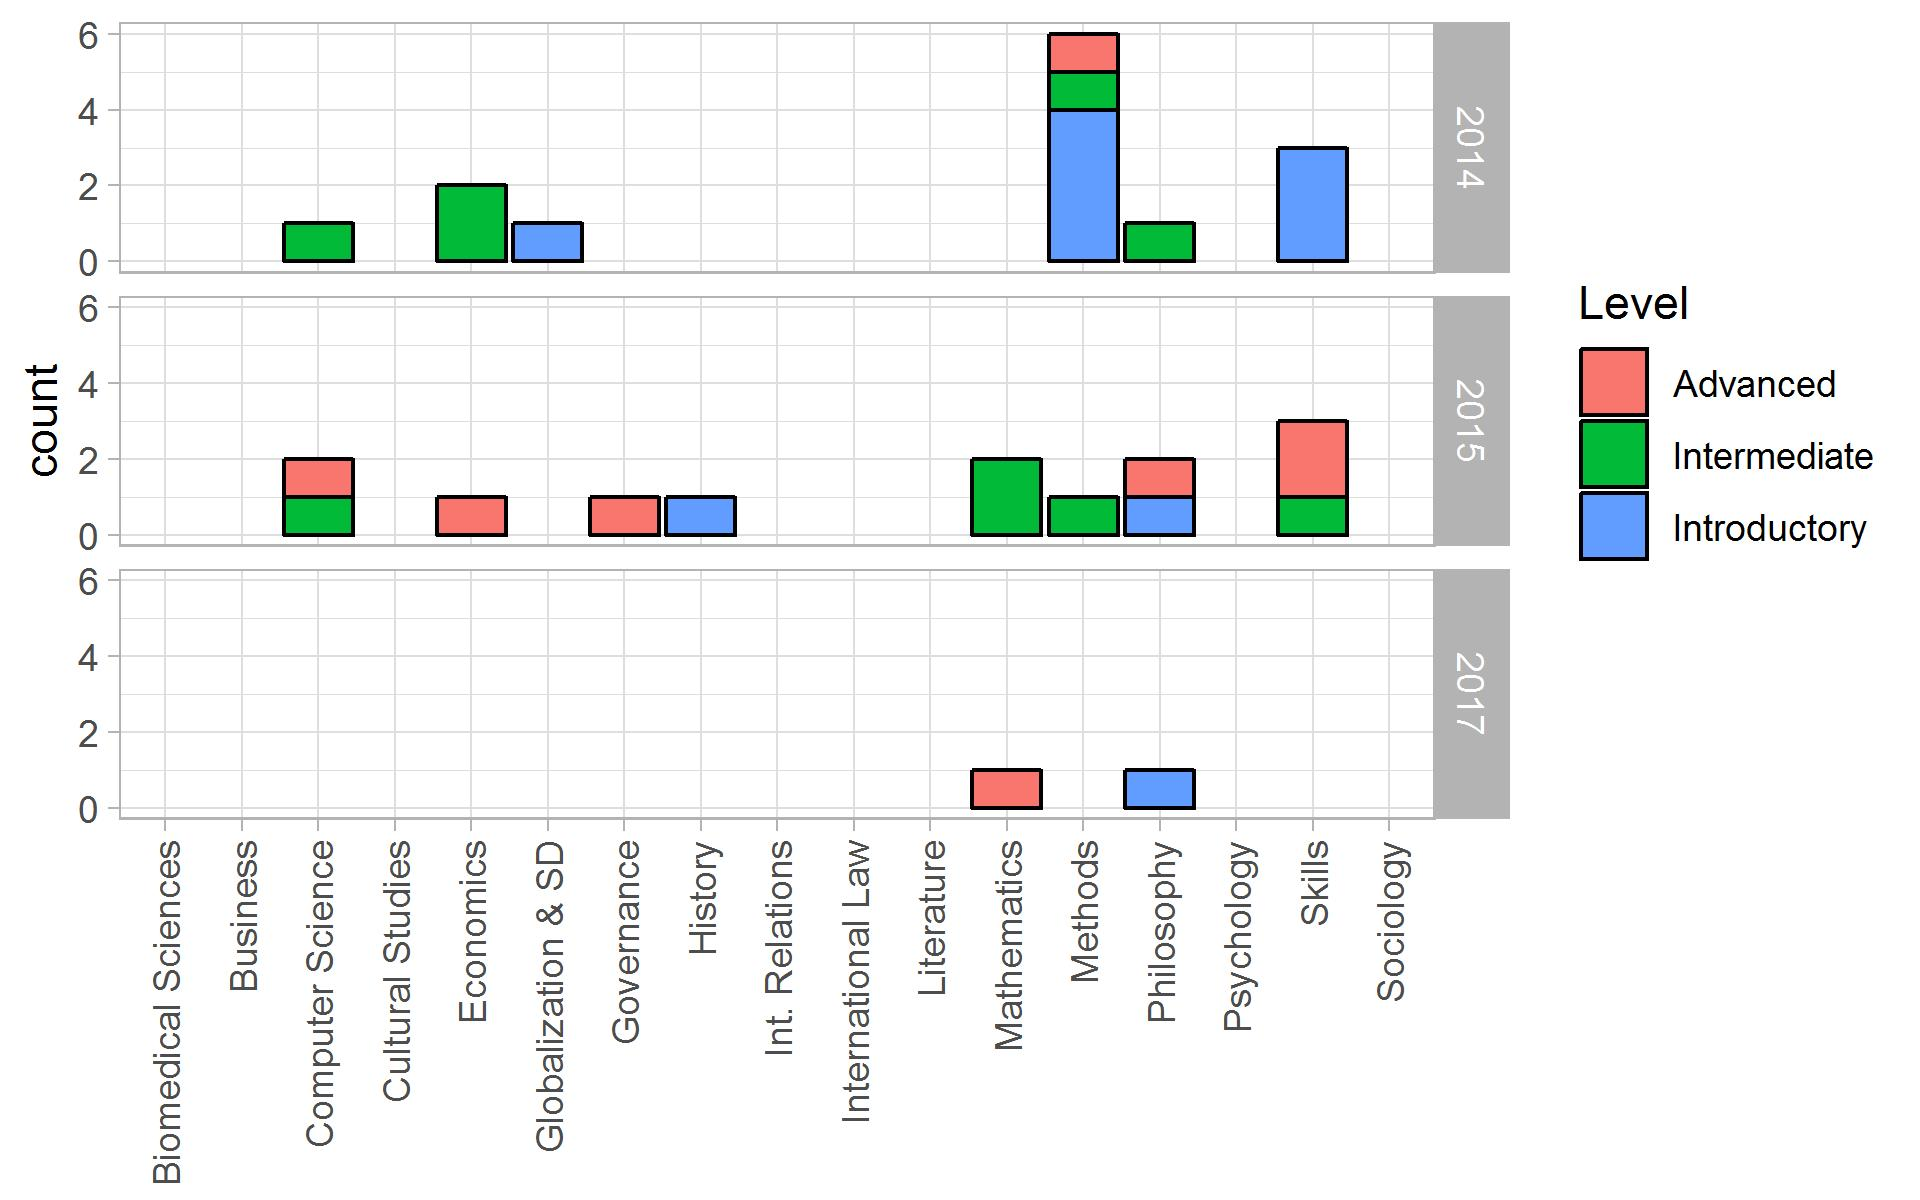 6
4
2
0
2014
6
4
2
0
2015
6
4
2
0
2017
count
Biomedical Sciences
Business
Computer Science
Cultural Studies
Economics
Globalization & SD
Governance
History
Int. Relations
International Law
Literature
Mathematics
Methods
Philosophy
Psychology
Skills
Sociology
Level
Advanced
Intermediate
Introductory